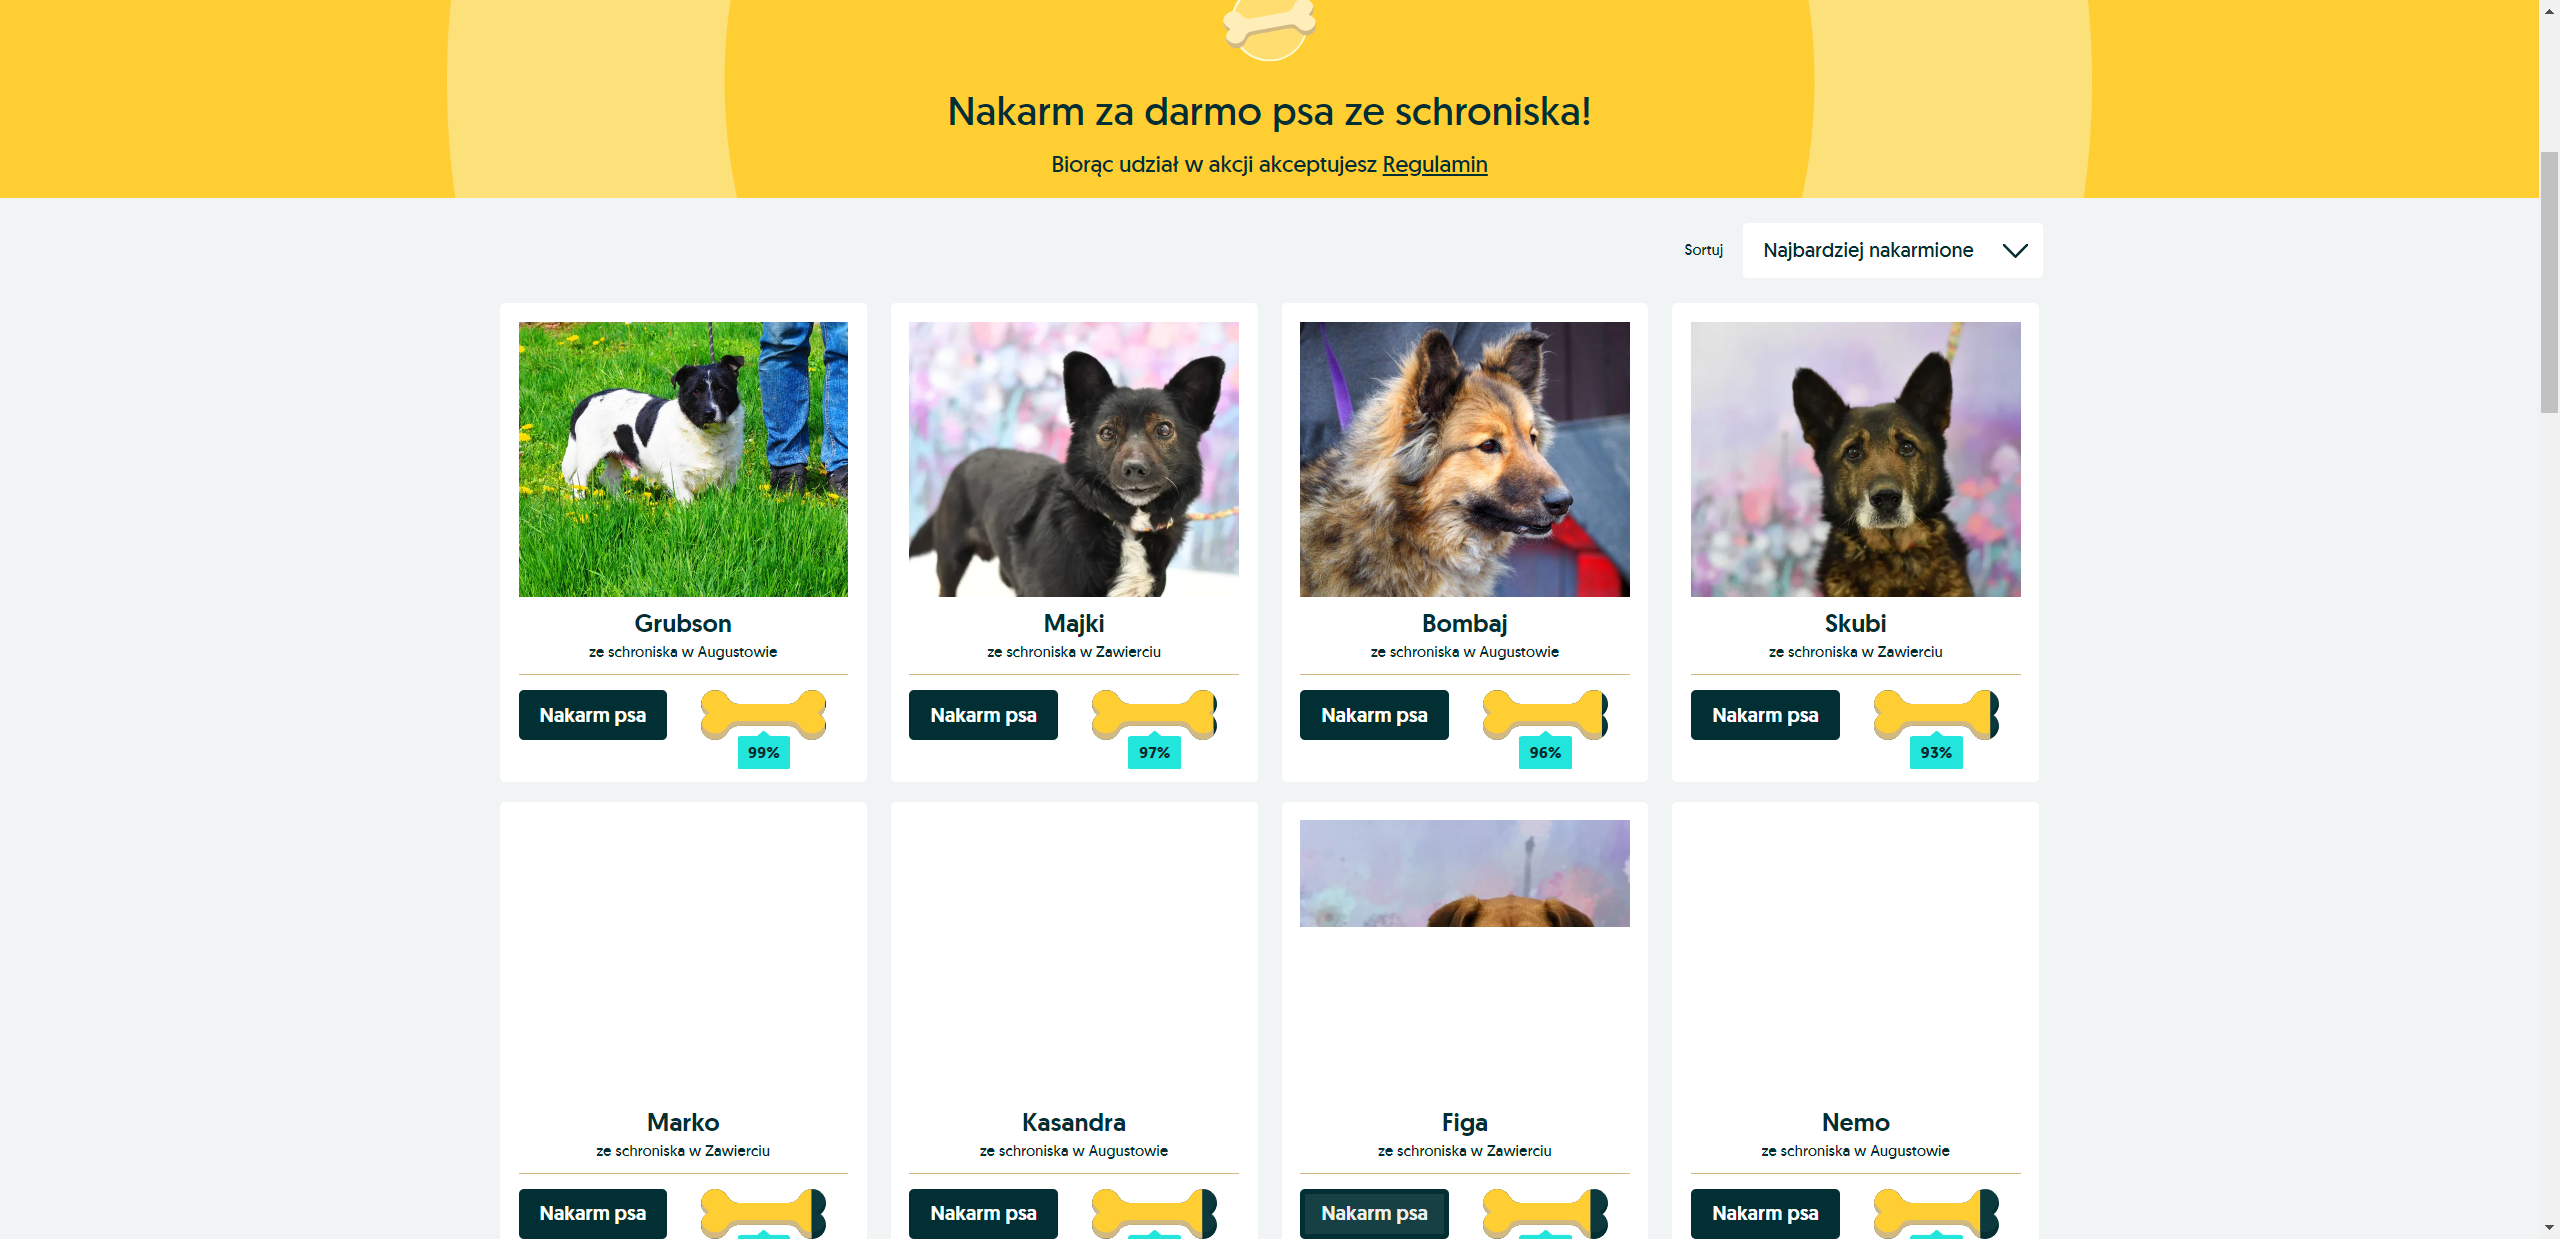 Nakarm za darmo psa ze schroniska!
Biorąc udział w akcji akceptujesz Regulamin
Sortuj Najbardziej nakarmione
Grubson
ze schroniska w Augustowie
Nakarm psa
99%
Majki
ze schroniska w Zawierciu
Nakarm psa
97%
Bombaj
ze schroniska w Augustowie
Nakarm psa
96%
Skubi
ze schroniska w Zawierciu
Nakarm psa
93%
Marko
ze schroniska w Zawierciu
Nakarm psa
Kasandra
ze schroniska w Augustowie
Nakarm psa
Figa
ze schroniska w Zawierciu
Nakarm psa
Nemo
ze schroniska w Augustowie
Nakarm psa